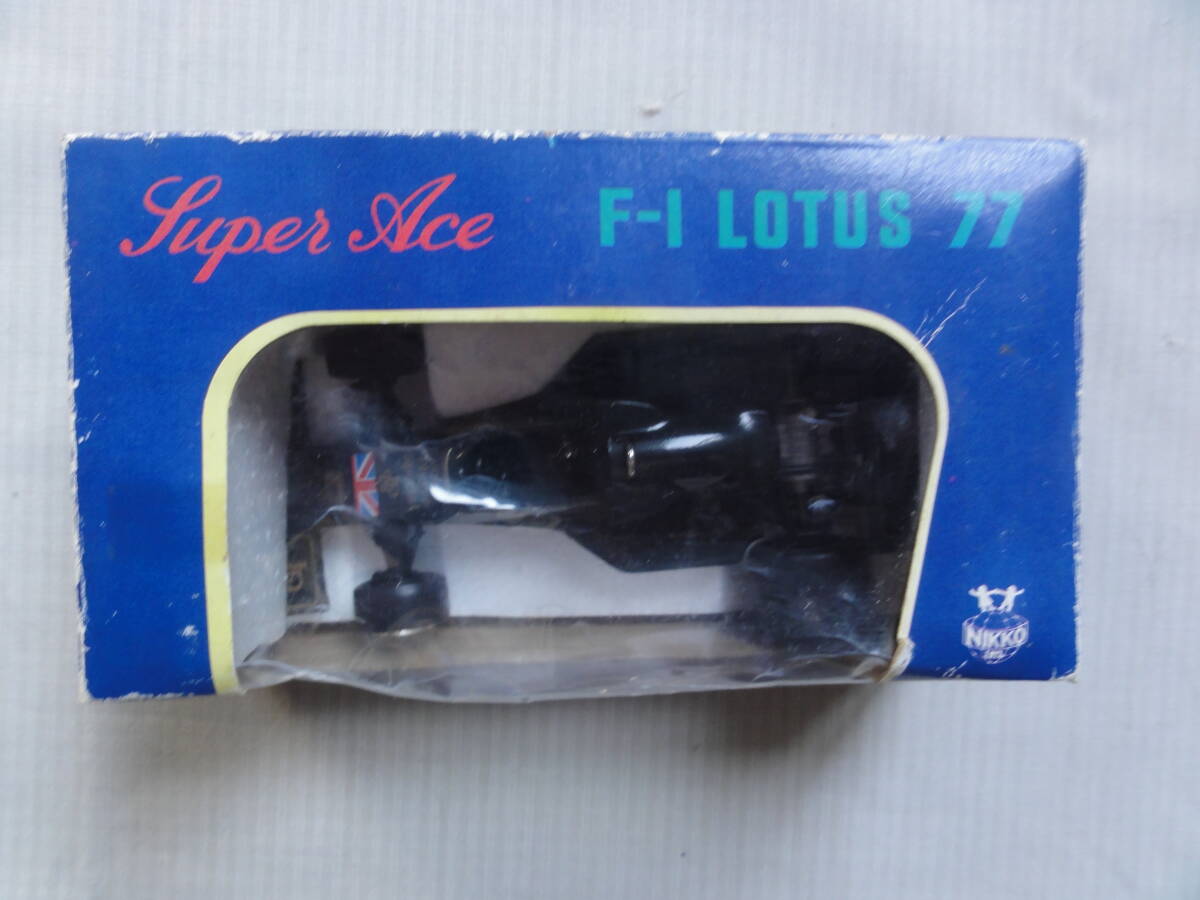 Super Ace
F-1 LOTUS 77
NIKKO